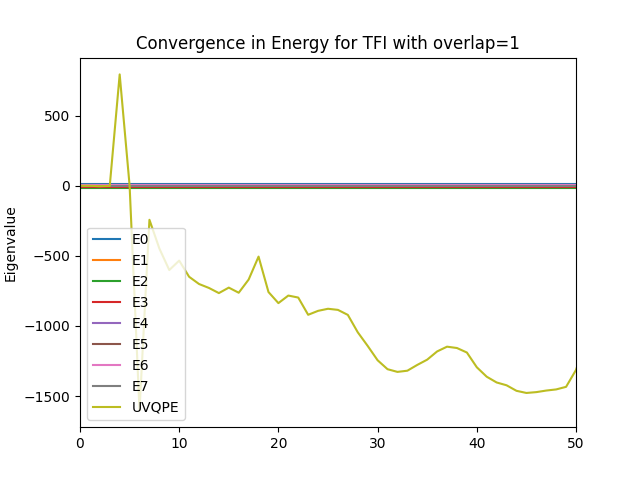 Convergence in Energy for TFI with overlap=1
Eigenvalue
500
0
−500
−1000
−1500
E0
E1
E2
E3
E4
E5
E6
E7
UVQPE
0 10 20 30 40 50